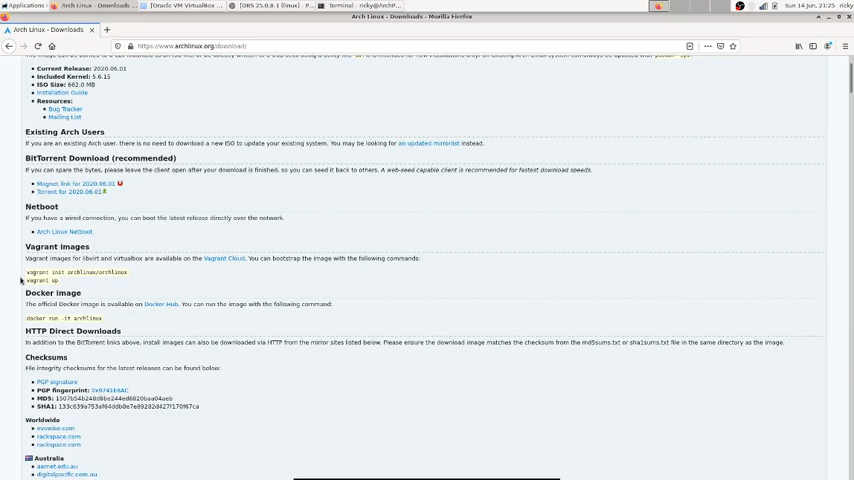 Applications
Arch Linux - Downloads ...
[Oracle VM VirtualBox
[OBS 25.0.8-1 (linux) - P...
Terminal - ricky@ArchP...
Sun 14 Jun, 21:25 ricky
Arch Linux - Downloads - Mozilla Firefox
Arch Linux - Downloads
https://www.archlinux.org/download/
Current Release: 2020.06.01
Included Kernel: 5.6.15
ISO Size: 662.0 MB
Installation Guide
Resources:
Bug Tracker
Mailing List
Existing Arch Users
If you are an existing Arch user, there is no need to download a new ISO to update your existing system. You may be looking for an updated mirrorlist instead.
BitTorrent Download (recommended)
If you can spare the bytes, please leave the client open after your download is finished, so you can seed it back to others. A web-seed capable client is recommended for fastest download speeds.
Magnet link for 2020.06.01
Torrent for 2020.06.01
Netboot
If you have a wired connection, you can boot the latest release directly over the network.
Arch Linux Netboot
Vagrant images
Vagrant images for libvirt and virtualbox are available on the Vagrant Cloud. You can bootstrap the image with the following commands:
vagrant init archlinux/archlinux
vagrant up
Docker image
The official Docker image is available on Docker Hub. You can run the image with the following command:
docker run -it archlinux
HTTP Direct Downloads
In addition to the BitTorrent links above, install images can also be downloaded via HTTP from the mirror sites listed below. Please ensure the download image matches the checksum from the md5sums.txt or sha1sums.txt file in the same directory as the image.
Checksums
File integrity checksums for the latest releases can be found below:
PGP signature
PGP fingerprint: 0x9741E8AC
MD5:
SHA1:
Worldwide
evowise.com
rackspace.com
rackspace.com
Australia
aarnet.edu.au
digitalpacific.com.au